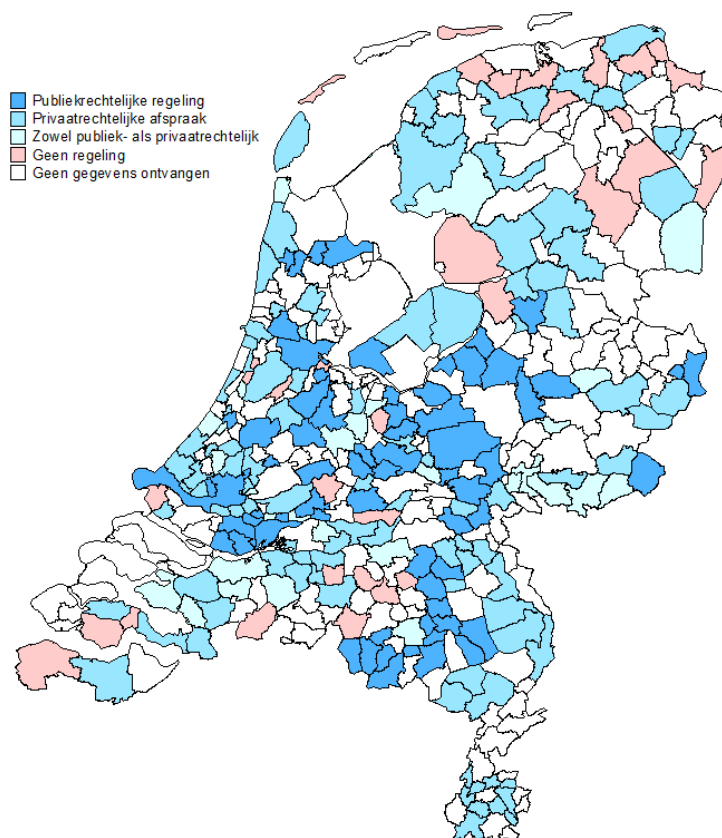 Publiekrechtelijke regeling
Privaatrechtelijke afspraak
Zowel publiek- als privaatrechtelijk
Geen regeling
Geen gegevens ontvangen